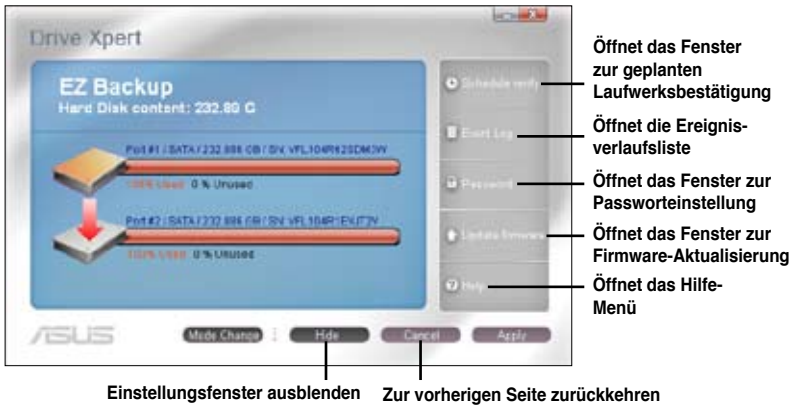 Drive Xpert
EZ Backup
Hard Disk content: 232.89 G
Port #1 / SATA / 232.886 GB / SN:
100% Used 0 % Unused
Port #2 / SATA / 232.886 GB / SN:
100% Used 0 % Unused
Schedule verify
Event Log
Password
Update firmware
Help
Öffnet das Fenster
zur geplanten
Laufwerksbestätigung
Öffnet die Ereignis-
verlaufsliste
Öffnet das Fenster zur
Passworteinstellung
Öffnet das Fenster zur
Firmware-Aktualisierung
Öffnet das Hilfe-
Menü
ASUS
Mode Change
Hide
Cancel
Apply
Einstellungsfenster ausblenden
Zur vorherigen Seite zurückkehren